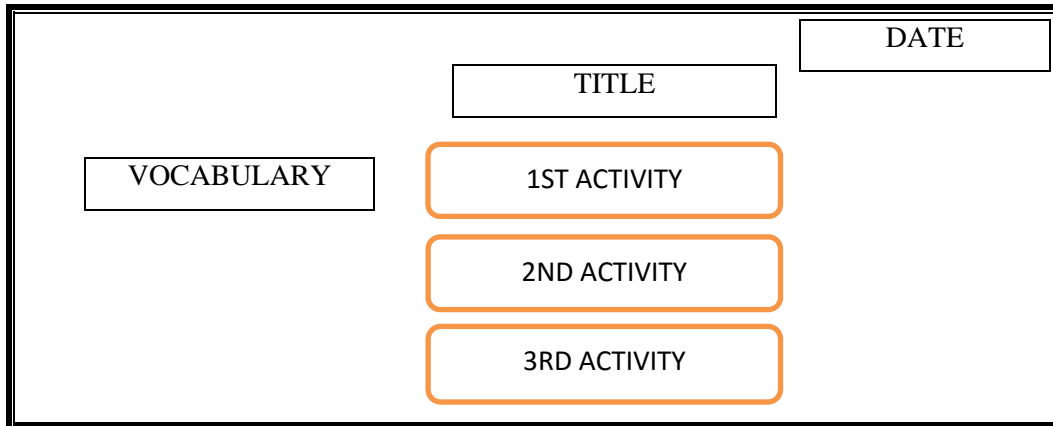 DATE
TITLE
VOCABULARY
1ST ACTIVITY
2ND ACTIVITY
3RD ACTIVITY